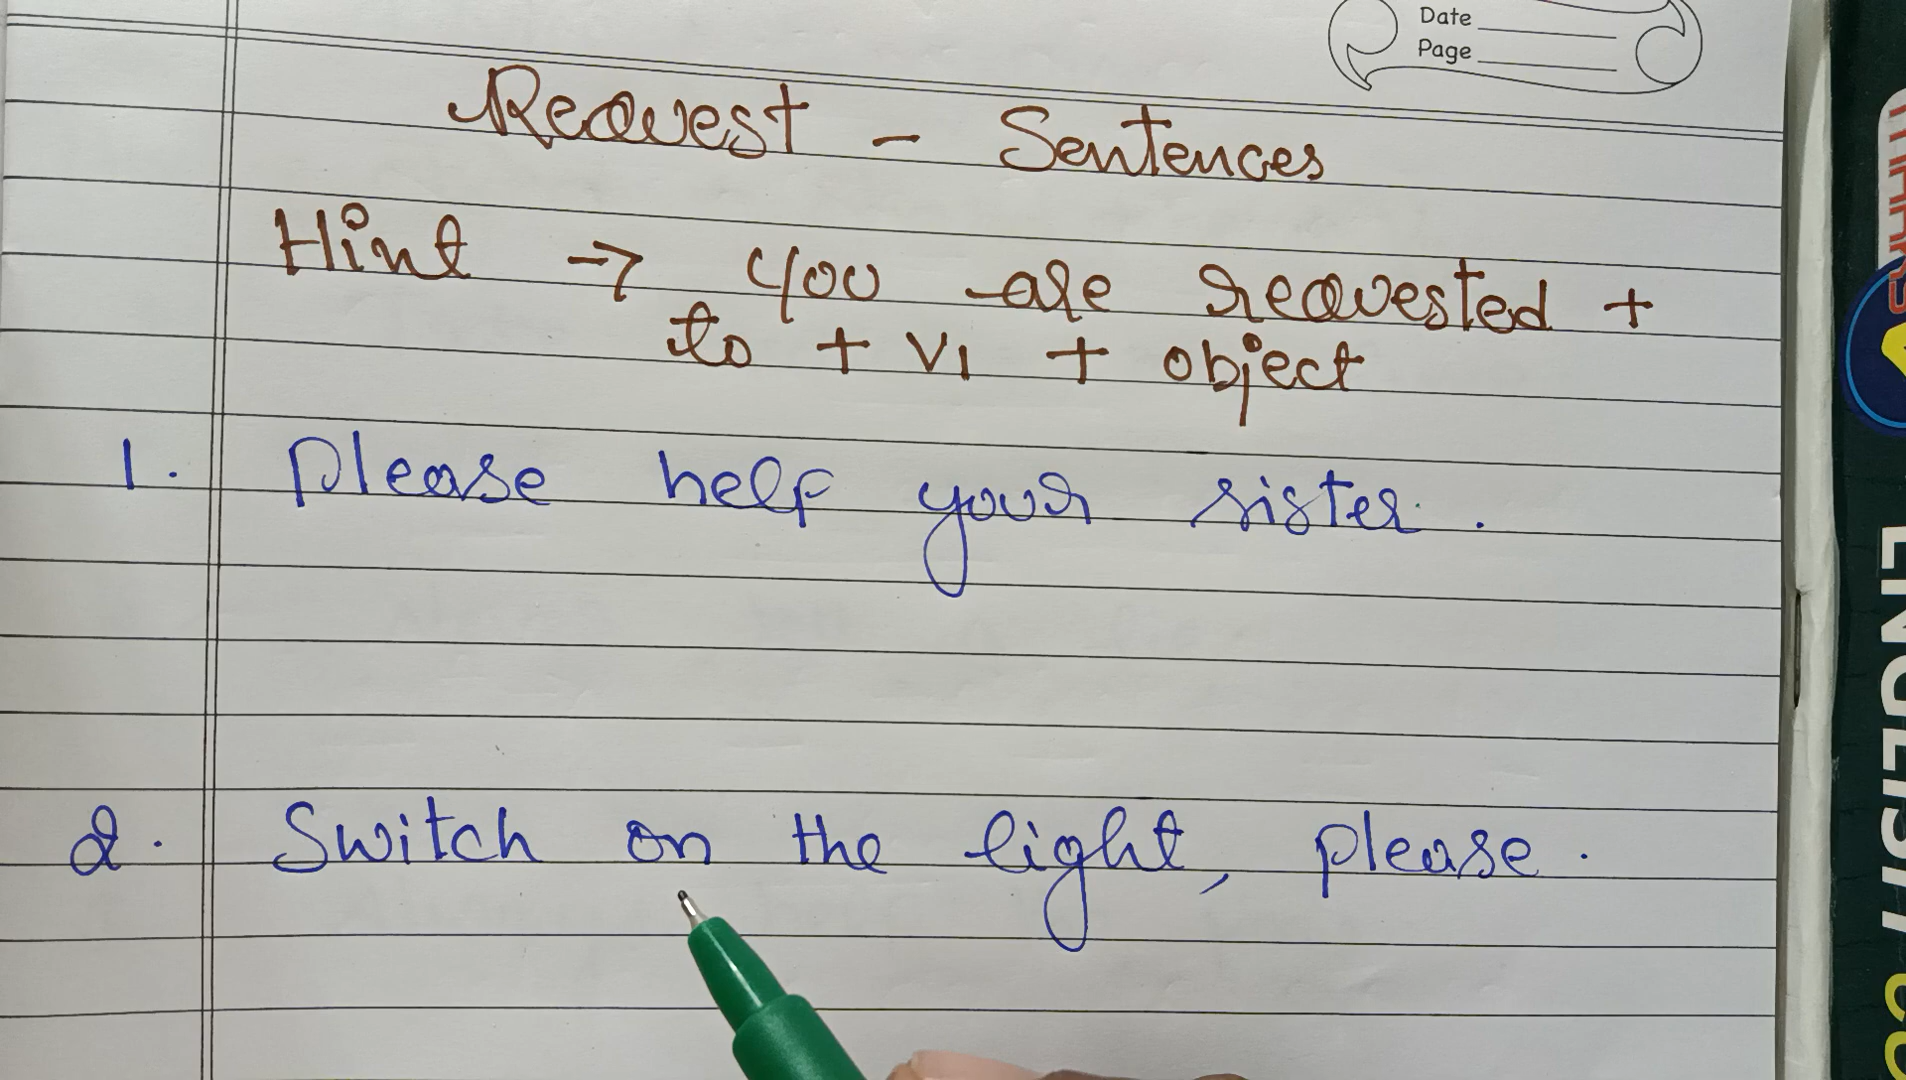 Date
Page
Request - Sentences
Hint → You are requested +
to + V1 + object
1. Please help your sister.
2. Switch on the light, please.
ENGLISH